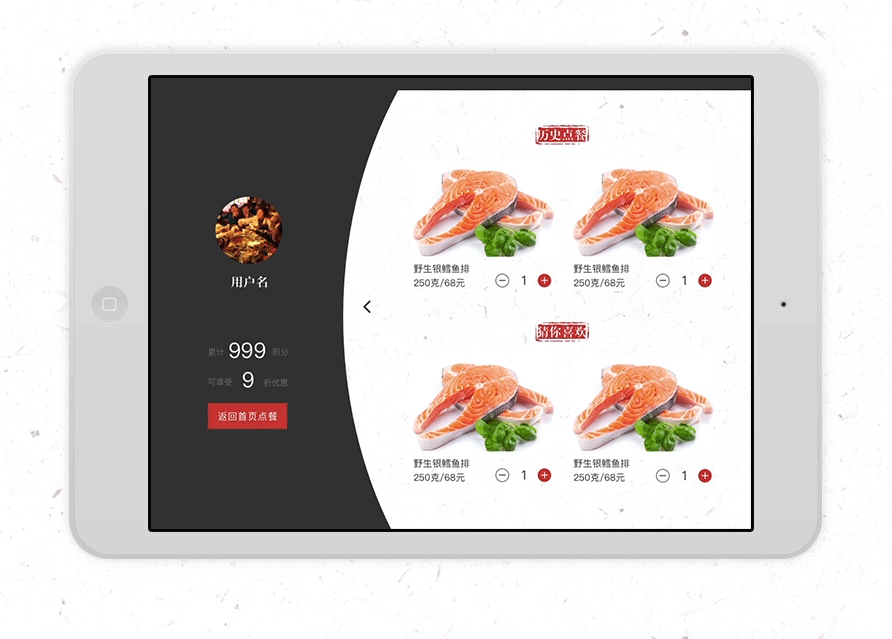 用户名
累计 999 积分
可享受 9 折优惠
返回首页点餐
历史点餐
野生银鳕鱼排
250克/68元
1
野生银鳕鱼排
250克/68元
1
猜你喜欢
野生银鳕鱼排
250克/68元
1
野生银鳕鱼排
250克/68元
1